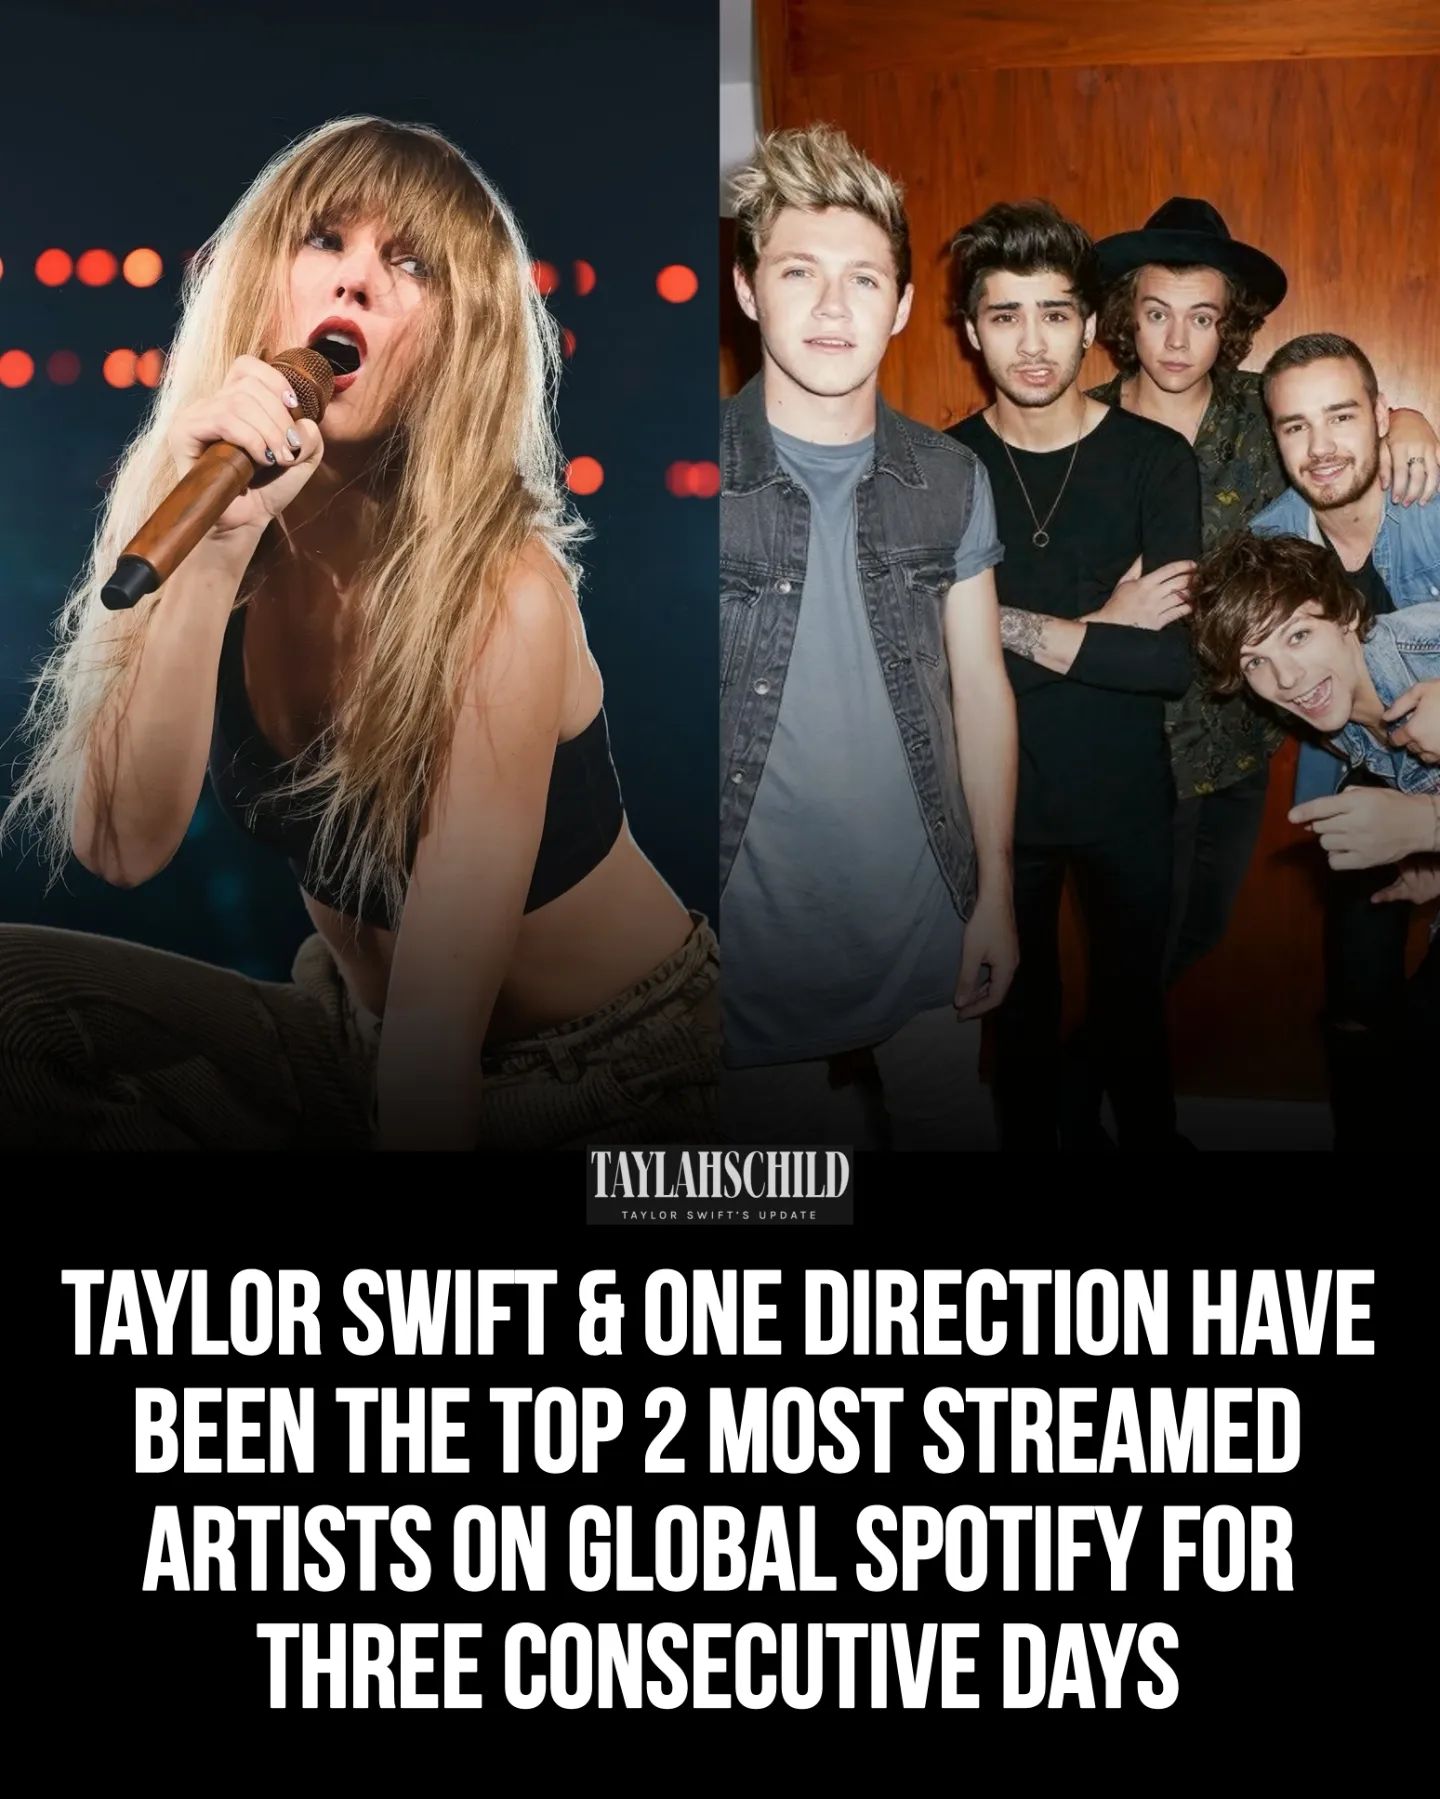 TAYLAHSCHILD
TAYLOR SWIFT'S UPDATE
TAYLOR SWIFT & ONE DIRECTION HAVE
BEEN THE TOP 2 MOST STREAMED
ARTISTS ON GLOBAL SPOTIFY FOR
THREE CONSECUTIVE DAYS